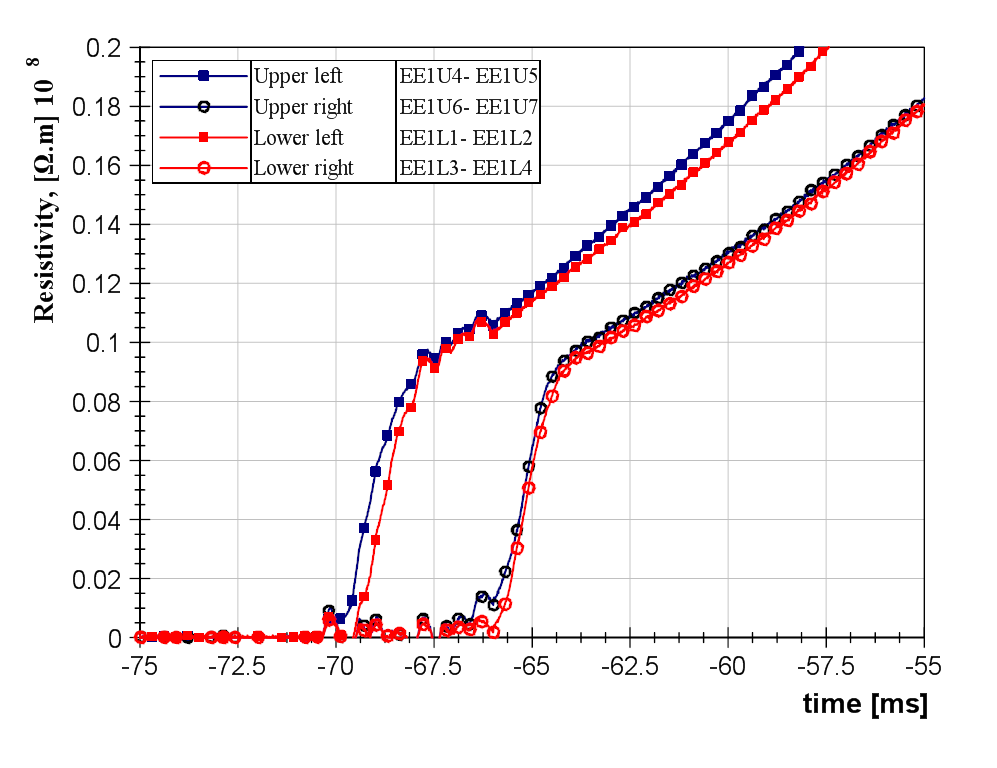 Resistivity, [Ω.m] 10 8
0.2
0.18
0.16
0.14
0.12
0.1
0.08
0.06
0.04
0.02
0
Upper left EE1U4- EE1U5
Upper right EE1U6- EE1U7
Lower left EE1L1- EE1L2
Lower right EE1L3- EE1L4
-75 -72.5 -70 -67.5 -65 -62.5 -60 -57.5 -55
time [ms]